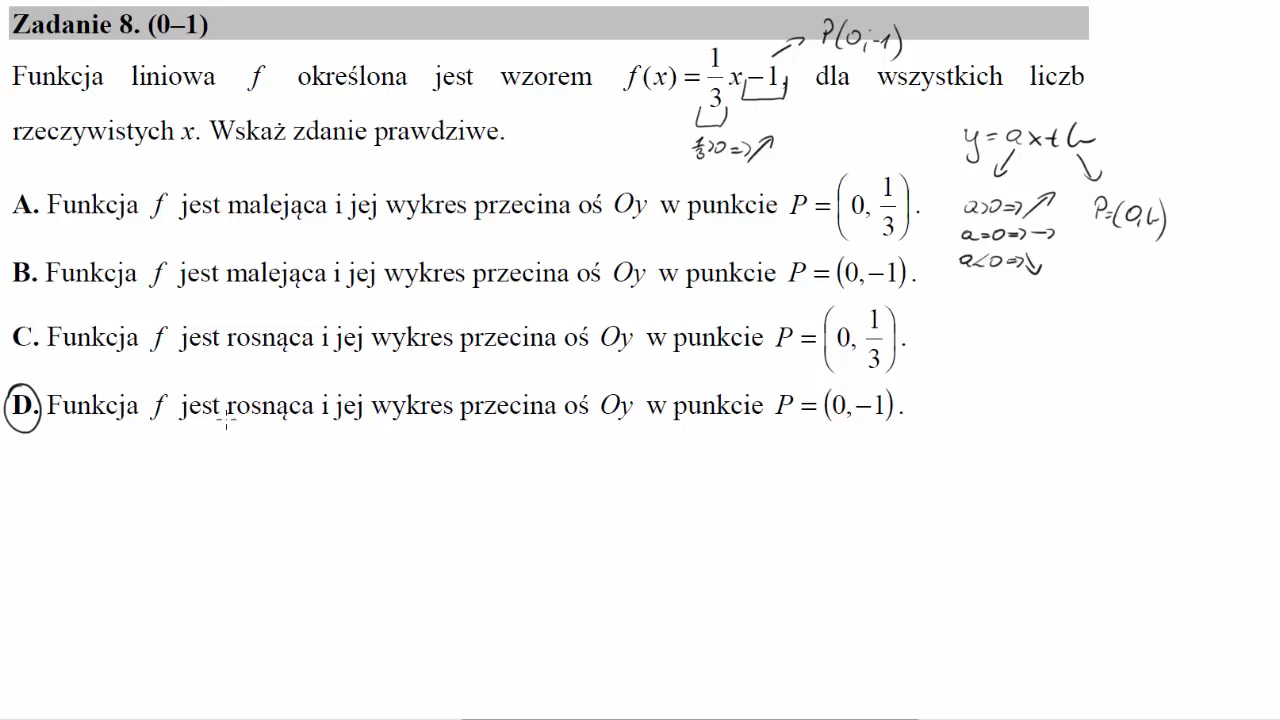 Zadanie 8. (0–1)
P(0,-1)
Funkcja liniowa f określona jest wzorem f(x) = 1/3 x − 1, dla wszystkich liczb
rzeczywistych x. Wskaż zdanie prawdziwe.
1/3>0 => ↗
y = ax + b
a>0 => ↗
a=0 => →
a<0 => ↘
P=(0,b)
A. Funkcja f jest malejąca i jej wykres przecina oś Oy w punkcie P = (0, 1/3).
B. Funkcja f jest malejąca i jej wykres przecina oś Oy w punkcie P = (0, −1).
C. Funkcja f jest rosnąca i jej wykres przecina oś Oy w punkcie P = (0, 1/3).
D. Funkcja f jest rosnąca i jej wykres przecina oś Oy w punkcie P = (0, −1).